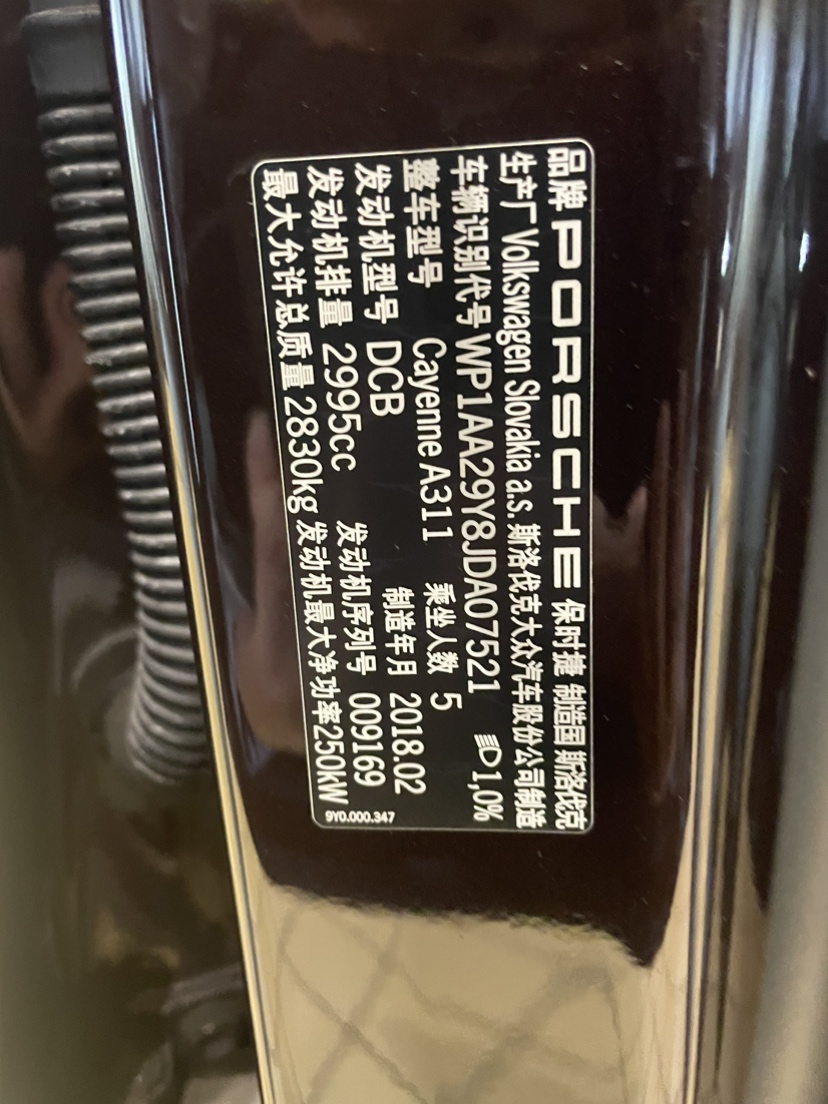 品牌 PORSCHE 保时捷 制造国 斯洛伐克
生产厂 Volkswagen Slovakia a.s. 斯洛伐克大众汽车股份公司制造
车辆识别代号 WP1AA29Y8JDA07521 1,0%
整车型号 Cayenne A311 乘坐人数 5
发动机型号 DCB 制造年月 2018.02
发动机排量 2995cc 发动机序列号 009169
最大允许总质量 2830kg 发动机最大净功率 250kW
9Y0.000.347